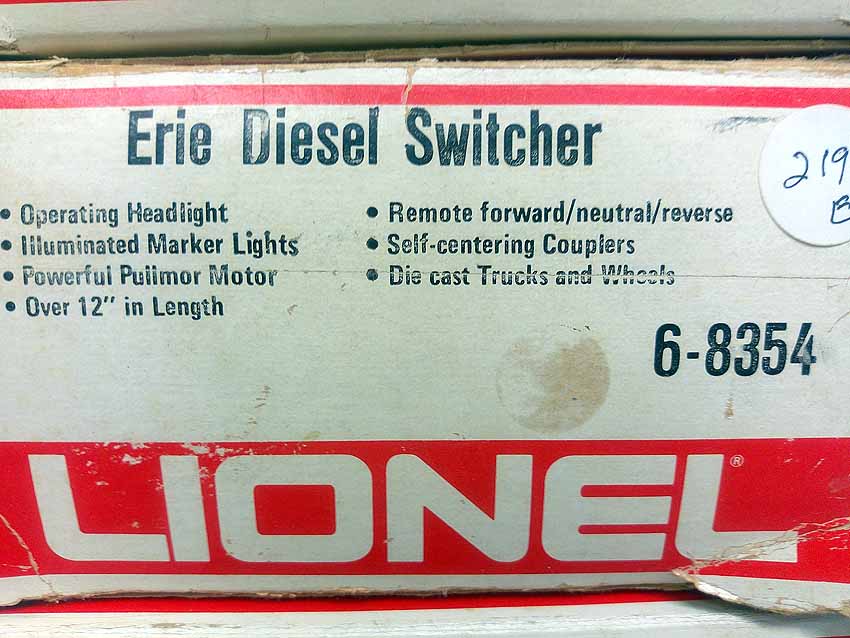 Erie Diesel Switcher
• Operating Headlight
• Illuminated Marker Lights
• Powerful Pullmor Motor
• Over 12" in Length
• Remote forward/neutral/reverse
• Self-centering Couplers
• Die cast Trucks and Wheels
219
6-8354
LIONEL®